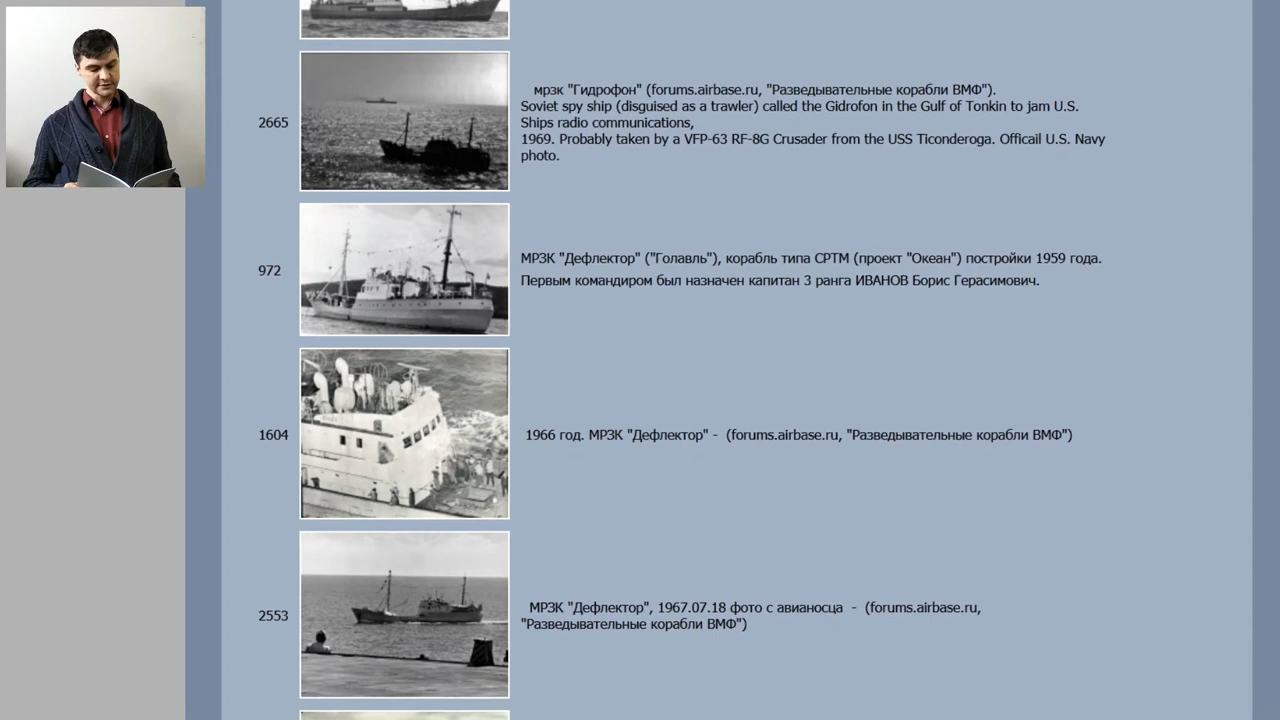 2665
мрзк "Гидрофон" (forums.airbase.ru, "Разведывательные корабли ВМФ").
Soviet spy ship (disguised as a trawler) called the Gidrofon in the Gulf of Tonkin to jam U.S.
Ships radio communications,
1969. Probably taken by a VFP-63 RF-8G Crusader from the USS Ticonderoga. Officail U.S. Navy
photo.
972
МРЗК "Дефлектор" ("Голавль"), корабль типа СРТМ (проект "Океан") постройки 1959 года.
Первым командиром был назначен капитан 3 ранга ИВАНОВ Борис Герасимович.
1604
1966 год. МРЗК "Дефлектор" - (forums.airbase.ru, "Разведывательные корабли ВМФ")
2553
МРЗК "Дефлектор", 1967.07.18 фото с авианосца - (forums.airbase.ru,
"Разведывательные корабли ВМФ")